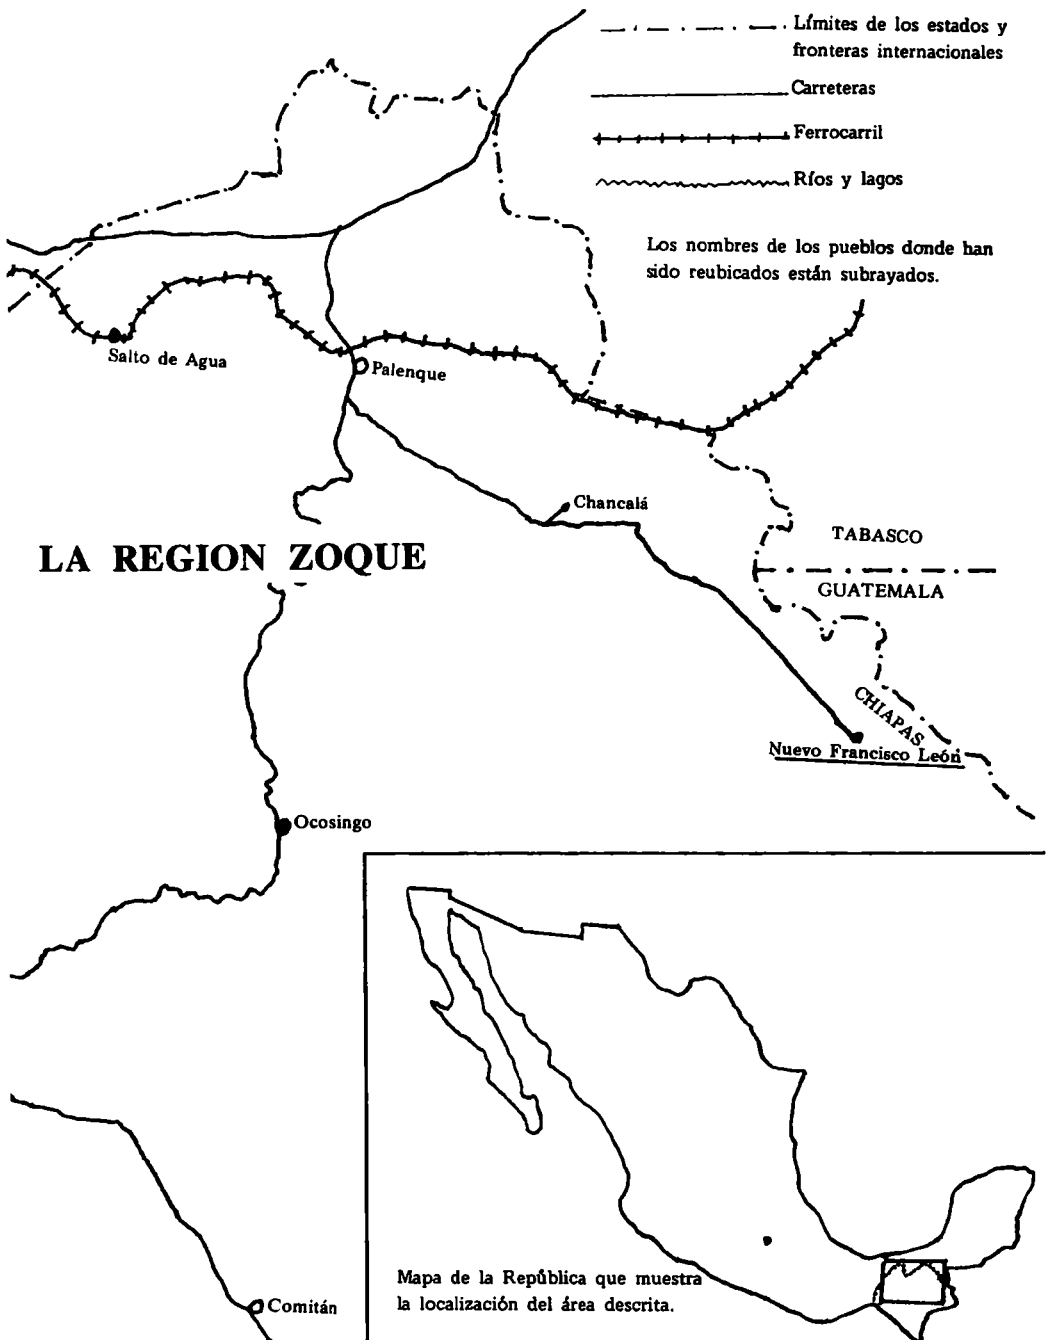 Límites de los estados y
fronteras internacionales
Carreteras
Ferrocarril
Ríos y lagos
Los nombres de los pueblos donde han
sido reubicados están subrayados.
Salto de Agua
Palenque
Chancalá
TABASCO
LA REGION ZOQUE
GUATEMALA
CHIAPAS
Nuevo Francisco León
Ocosingo
Mapa de la República que muestra
la localización del área descrita.
Comitán